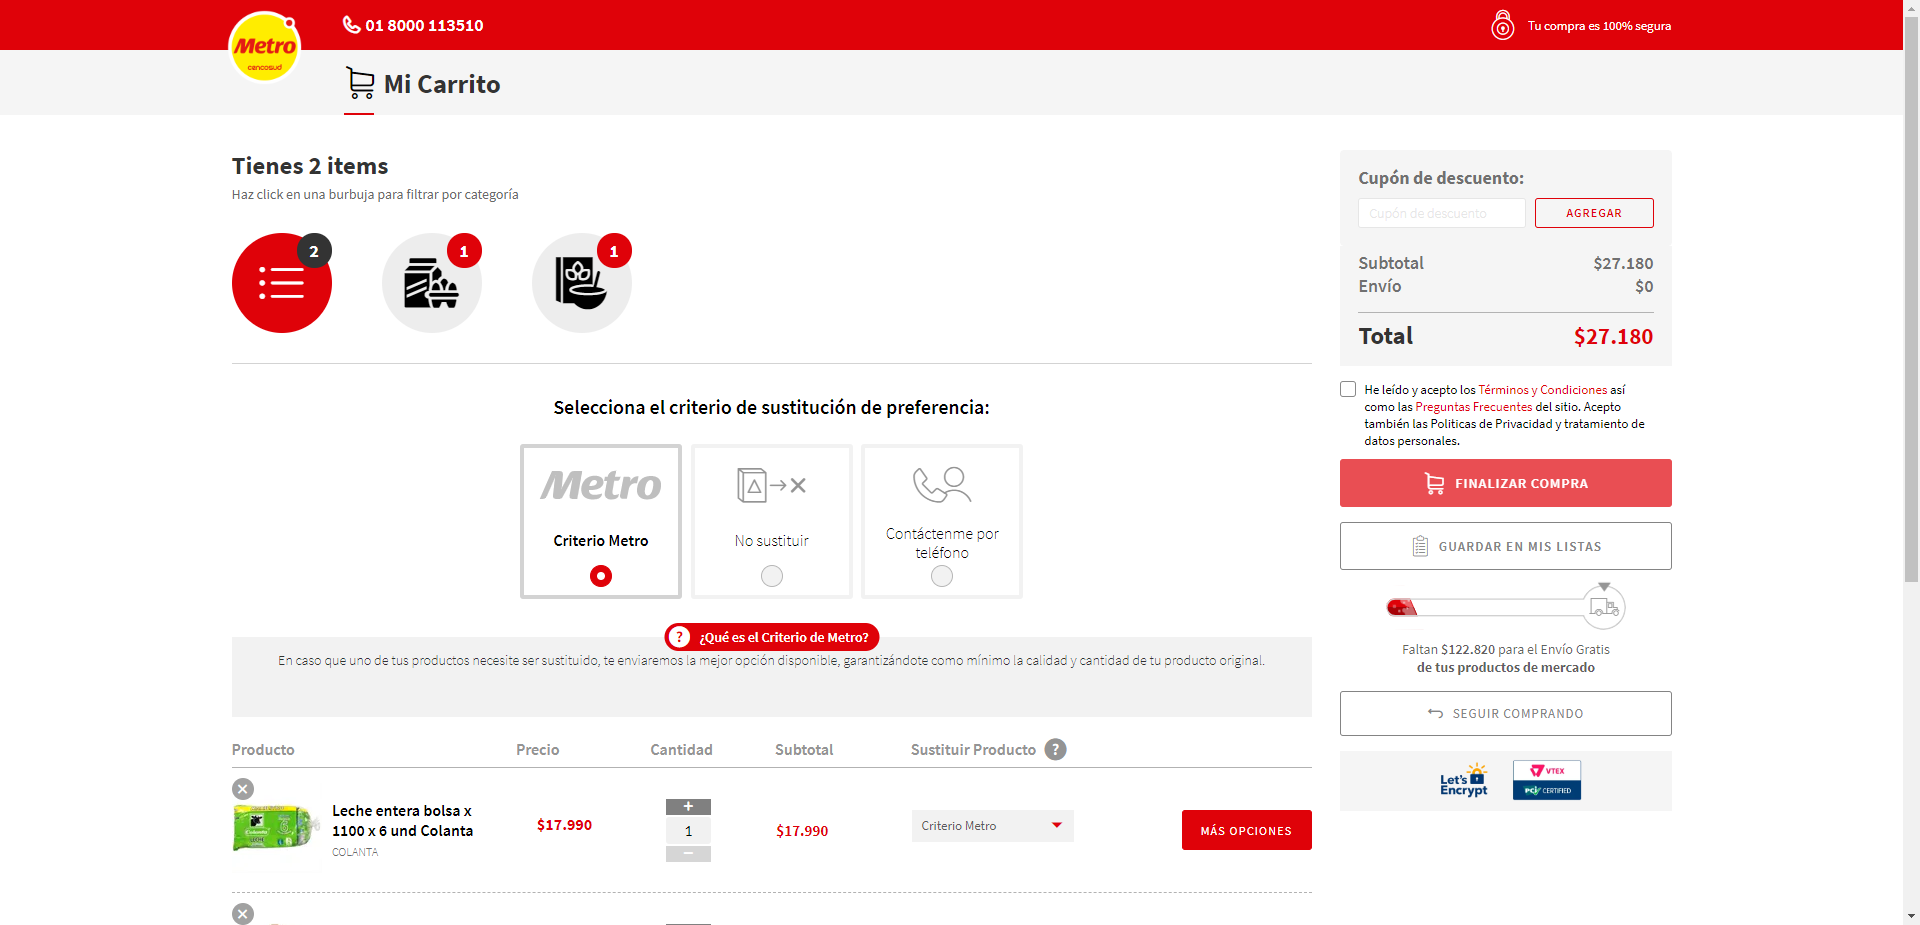 Metro
cencosud
01 8000 113510
Tu compra es 100% segura
Mi Carrito
Tienes 2 items
Haz click en una burbuja para filtrar por categoría
2
1
1
Selecciona el criterio de sustitución de preferencia:
Metro
Criterio Metro
No sustituir
Contáctenme por
teléfono
? ¿Qué es el Criterio de Metro?
En caso que uno de tus productos necesite ser sustituido, te enviaremos la mejor opción disponible, garantizándote como mínimo la calidad y cantidad de tu producto original.
Producto Precio Cantidad Subtotal Sustituir Producto ?
Leche entera bolsa x
1100 x 6 und Colanta
COLANTA
$17.990
+
1
−
$17.990
Criterio Metro
MÁS OPCIONES
Cupón de descuento:
Cupón de descuento
AGREGAR
Subtotal $27.180
Envío $0
Total $27.180
He leído y acepto los Términos y Condiciones así
como las Preguntas Frecuentes del sitio. Acepto
también las Politicas de Privacidad y tratamiento de
datos personales.
FINALIZAR COMPRA
GUARDAR EN MIS LISTAS
Faltan $122.820 para el Envío Gratis
de tus productos de mercado
SEGUIR COMPRANDO
Let's
Encrypt
VTEX
PCI CERTIFIED